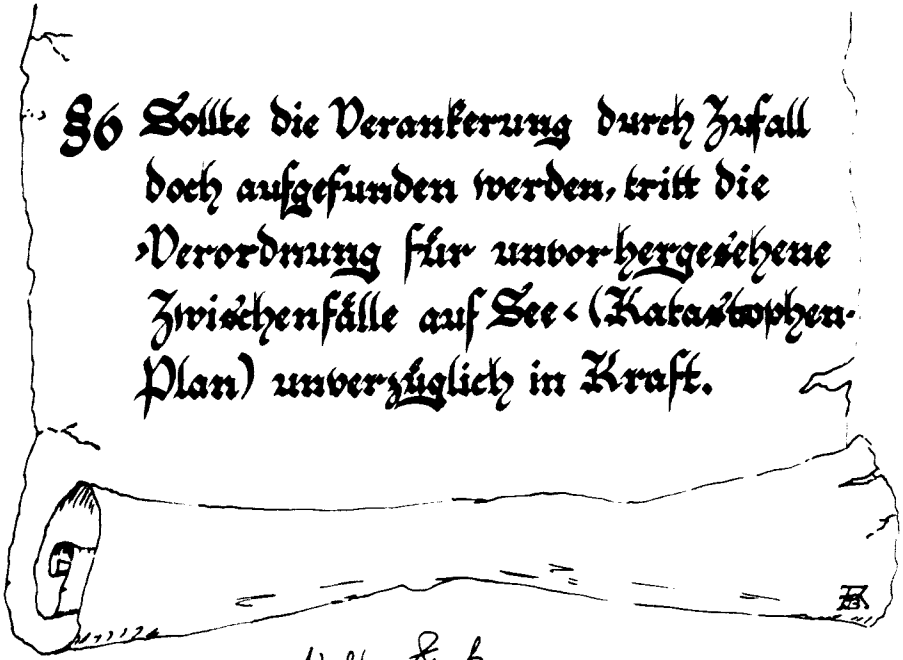 §6 Sollte die Verankerung durch Zufall
doch aufgefunden werden, tritt die
›Verordnung für unvorhergesehene
Zwischenfälle auf See‹ (Katastophen-
Plan) unverzüglich in Kraft.